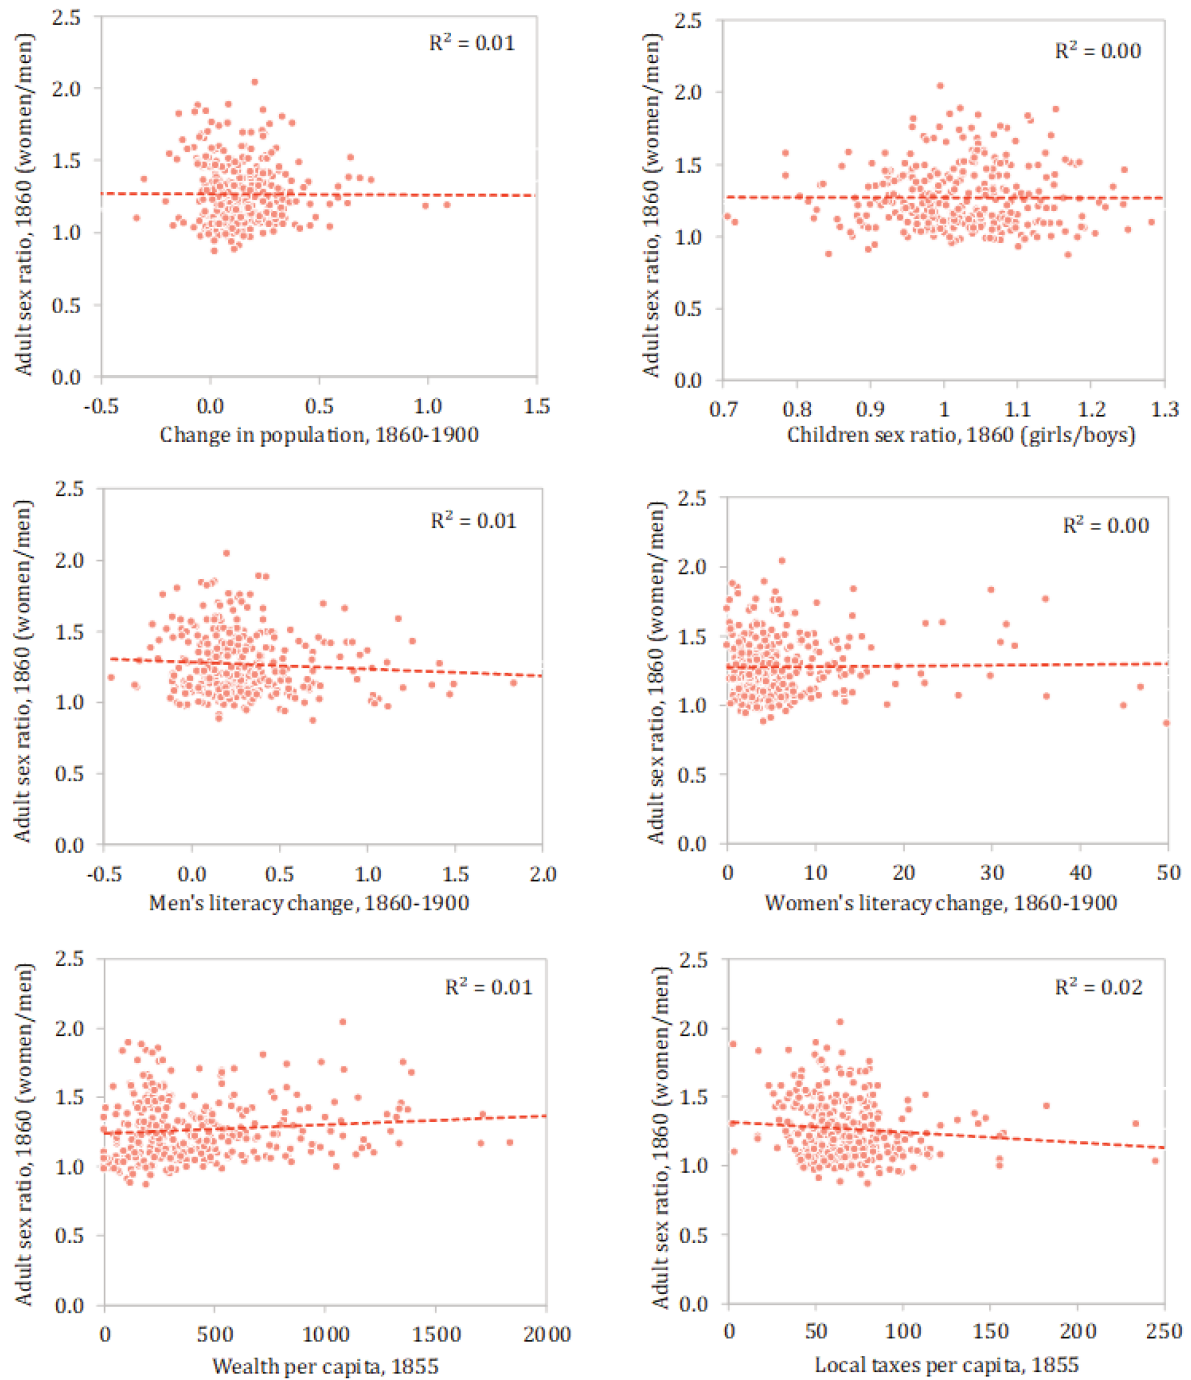 Adult sex ratio, 1860 (women/men)
2.5
2.0
1.5
1.0
0.5
0.0
R² = 0.01
-0.5 0.0 0.5 1.0 1.5
Change in population, 1860-1900
Adult sex ratio, 1860 (women/men)
2.5
2.0
1.5
1.0
0.5
0.0
R² = 0.00
0.7 0.8 0.9 1 1.1 1.2 1.3
Children sex ratio, 1860 (girls/boys)
Adult sex ratio, 1860 (women/men)
2.5
2.0
1.5
1.0
0.5
0.0
R² = 0.01
-0.5 0.0 0.5 1.0 1.5 2.0
Men's literacy change, 1860-1900
Adult sex ratio, 1860 (women/men)
2.5
2.0
1.5
1.0
0.5
0.0
R² = 0.00
0 10 20 30 40 50
Women's literacy change, 1860-1900
Adult sex ratio, 1860 (women/men)
2.5
2.0
1.5
1.0
0.5
0.0
R² = 0.01
0 500 1000 1500 2000
Wealth per capita, 1855
Adult sex ratio, 1860 (women/men)
2.5
2.0
1.5
1.0
0.5
0.0
R² = 0.02
0 50 100 150 200 250
Local taxes per capita, 1855